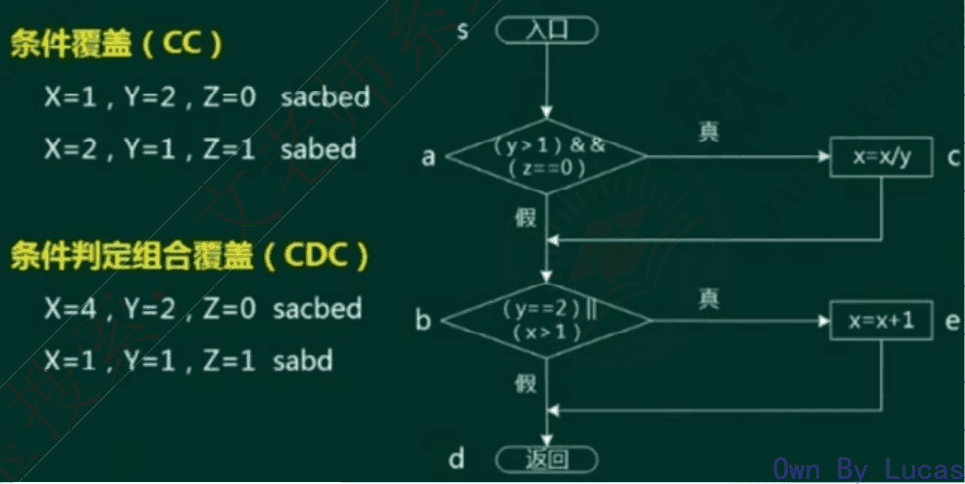 条件覆盖（CC）
X=1，Y=2，Z=0 sacbed
X=2，Y=1，Z=1 sabed
条件判定组合覆盖（CDC）
X=4，Y=2，Z=0 sacbed
X=1，Y=1，Z=1 sabd
s
入口
a
(y>1)&&
(z==0)
真
x=x/y
c
假
b
(y==2)||
(x>1)
真
x=x+1
e
假
d
返回
Own By Lucas